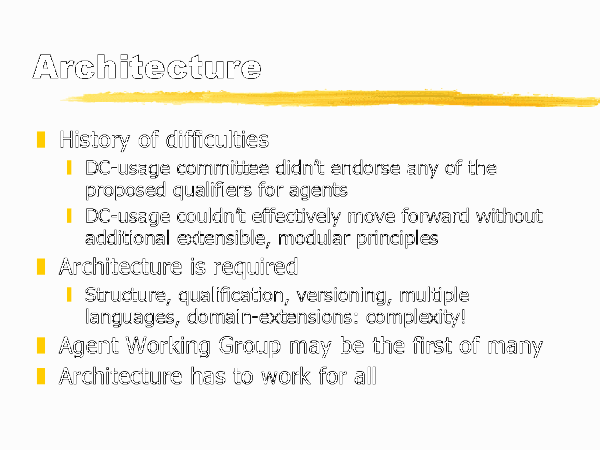 Architecture
History of difficulties
DC-usage committee didn't endorse any of the
proposed qualifiers for agents
DC-usage couldn't effectively move forward without
additional extensible, modular principles
Architecture is required
Structure, qualification, versioning, multiple
languages, domain-extensions: complexity!
Agent Working Group may be the first of many
Architecture has to work for all